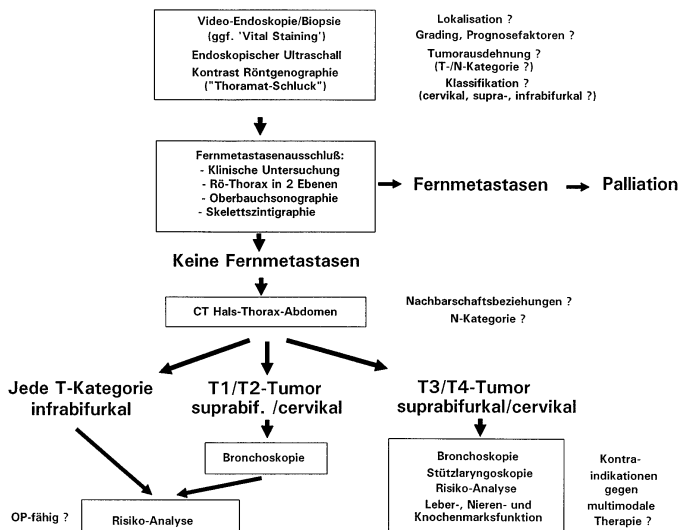 Video-Endoskopie/Biopsie
(ggf. 'Vital Staining')
Endoskopischer Ultraschall
Kontrast Röntgenographie
("Thoramat-Schluck")
Lokalisation ?
Grading, Prognosefaktoren ?
Tumorausdehnung ?
(T-/N-Kategorie ?)
Klassifikation ?
(cervikal, supra-, infrabifurkal ?)
Fernmetastasenausschluß:
- Klinische Untersuchung
- Rö-Thorax in 2 Ebenen
- Oberbauchsonographie
- Skelettszintigraphie
Fernmetastasen
Palliation
Keine Fernmetastasen
CT Hals-Thorax-Abdomen
Nachbarschaftsbeziehungen ?
N-Kategorie ?
Jede T-Kategorie
infrabifurkal
T1/T2-Tumor
suprabif. /cervikal
T3/T4-Tumor
suprabifurkal/cervikal
Bronchoskopie
Bronchoskopie
Stützlaryngoskopie
Risiko-Analyse
Leber-, Nieren- und
Knochenmarksfunktion
Kontra-
indikationen
gegen
multimodale
Therapie ?
OP-fähig ?
Risiko-Analyse